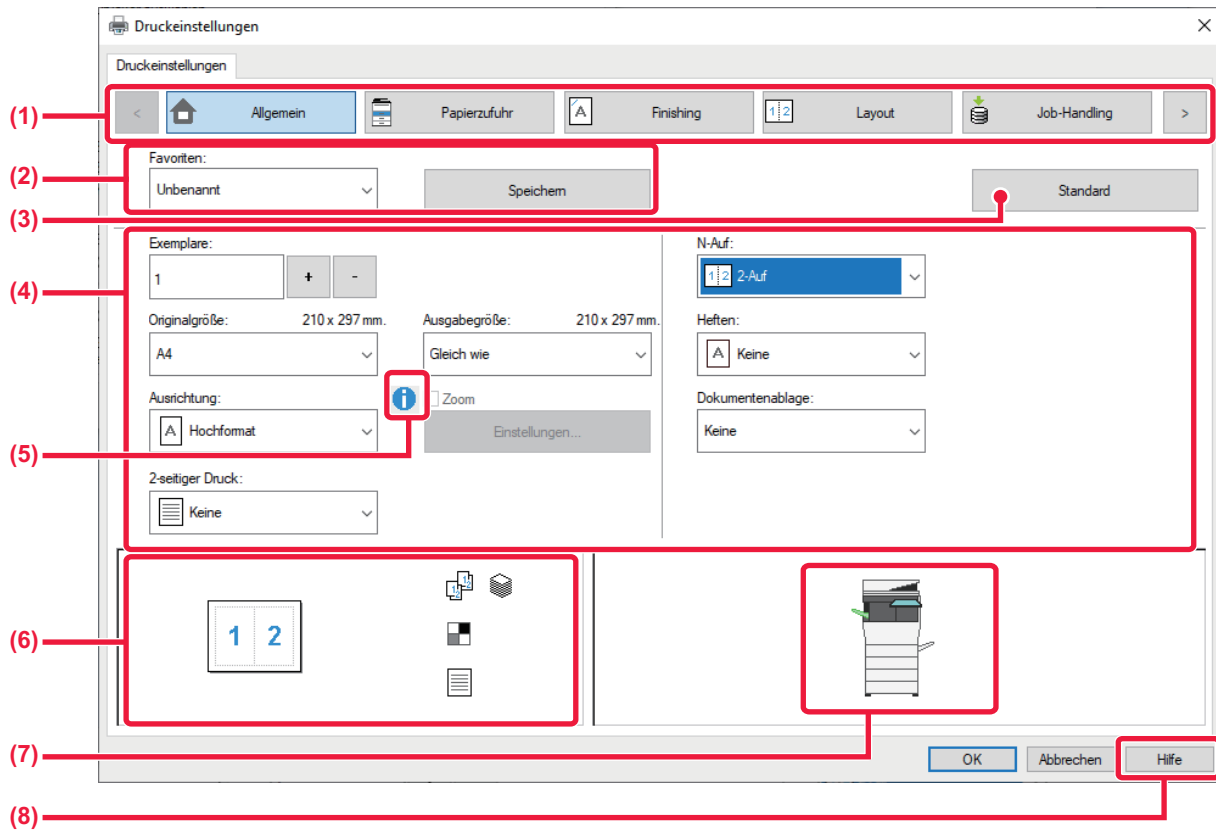 Druckeinstellungen
Druckeinstellungen
(1)
< Allgemein Papierzufuhr Finishing Layout Job-Handling >
(2)
Favoriten:
Unbenannt Speichern Standard
(3)
Exemplare: N-Auf:
1 + - 2-Auf
(4)
Originalgröße: 210 x 297 mm. Ausgabegröße: 210 x 297 mm. Heften:
A4 Gleich wie Keine
Ausrichtung: Zoom Dokumentenablage:
Hochformat Einstellungen... Keine
(5)
2-seitiger Druck:
Keine
(6)
1 2
(7)
OK Abbrechen Hilfe
(8)